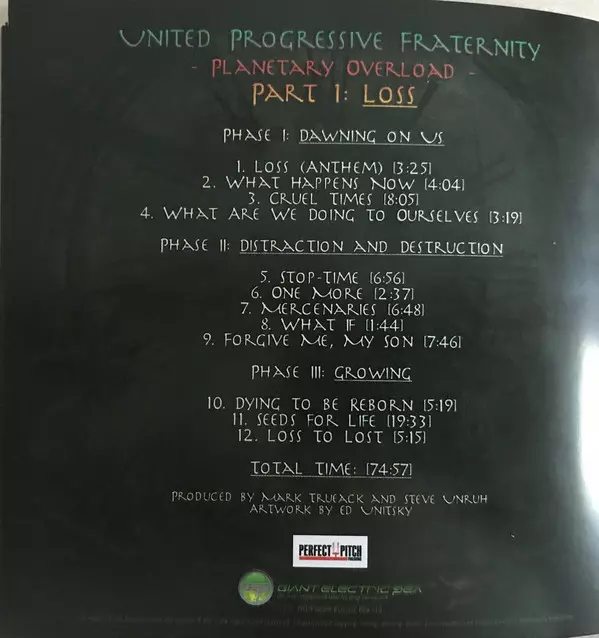 UNITED PROGRESSIVE FRATERNITY
- PLANETARY OVERLOAD -
PART I: LOSS
PHASE I: DAWNING ON US
1. LOSS (ANTHEM) [3:25]
2. WHAT HAPPENS NOW [4:04]
3. CRUEL TIMES [8:05]
4. WHAT ARE WE DOING TO OURSELVES [3:19]
PHASE II: DISTRACTION AND DESTRUCTION
5. STOP-TIME [6:56]
6. ONE MORE [2:37]
7. MERCENARIES [6:48]
8. WHAT IF [1:44]
9. FORGIVE ME, MY SON [7:46]
PHASE III: GROWING
10. DYING TO BE REBORN [5:19]
11. SEEDS FOR LIFE [19:33]
12. LOSS TO LOST [5:15]
TOTAL TIME: [74:57]
PRODUCED BY MARK TRUEACK AND STEVE UNRUH
ARTWORK BY ED UNITSKY
PERFECT PITCH
GIANT ELECTRIC PEA